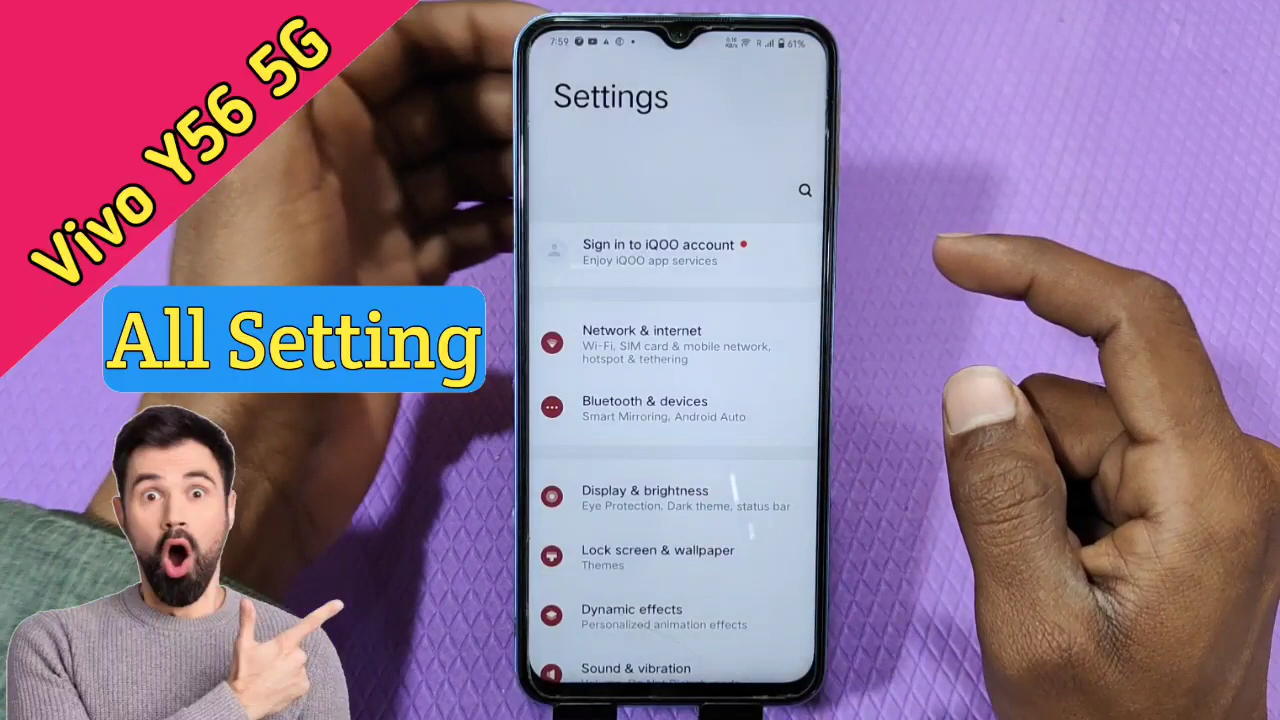 Vivo Y56 5G
All Setting
7:59
R
61%
Settings
Sign in to iQOO account
Enjoy iQOO app services
Network & internet
Wi-Fi, SIM card & mobile network,
hotspot & tethering
Bluetooth & devices
Smart Mirroring, Android Auto
Display & brightness
Eye Protection, Dark theme, status bar
Lock screen & wallpaper
Themes
Dynamic effects
Personalized animation effects
Sound & vibration